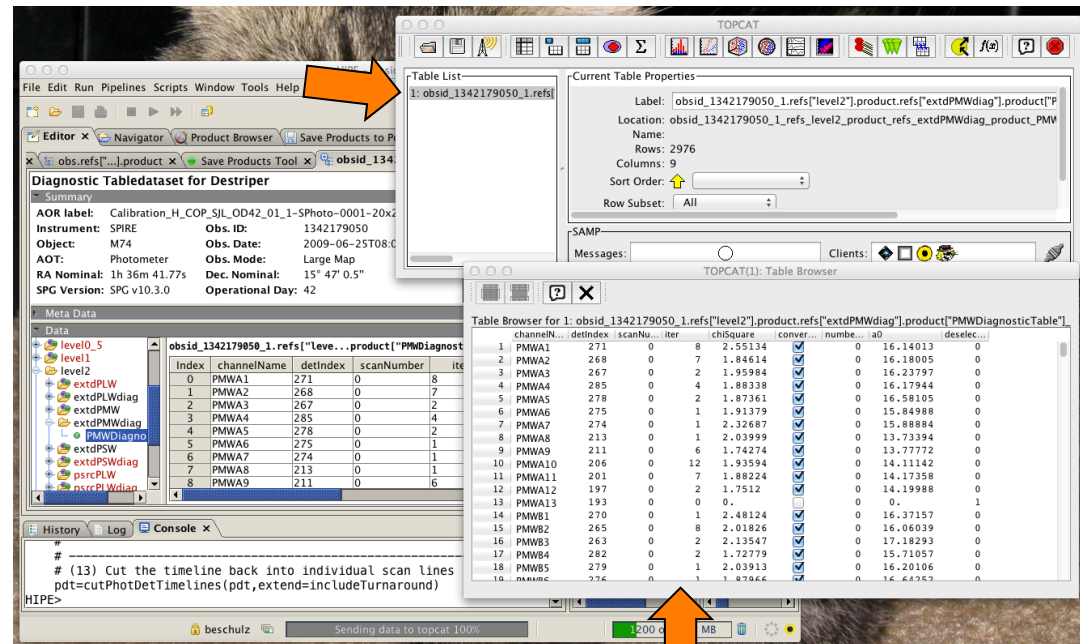 TOPCAT
Table List
1: obsid_1342179050_1.refs[
Current Table Properties
Label: obsid_1342179050_1.refs["level2"].product.refs["extdPMWdiag"].product["P
Location: obsid_1342179050_1_refs_level2_product_refs_extdPMWdiag_product_PMW
Name:
Rows: 2976
Columns: 9
Sort Order:
Row Subset: All
SAMP
Messages: Clients:
File Edit Run Pipelines Scripts Window Tools Help
Editor × Navigator Product Browser Save Products to P
× obs.refs["...].product × Save Products Tool × obsid_134
Diagnostic Tabledataset for Destriper
Summary
AOR label: Calibration_H_COP_SJL_OD42_01_1-SPhoto-0001-20x2
Instrument: SPIRE Obs. ID: 1342179050
Object: M74 Obs. Date: 2009-06-25T08:0
AOT: Photometer Obs. Mode: Large Map
RA Nominal: 1h 36m 41.77s Dec. Nominal: 15° 47' 0.5"
SPG Version: SPG v10.3.0 Operational Day: 42
Meta Data
Data
level0_5
level1
level2
extdPLW
extdPLWdiag
extdPMW
extdPMWdiag
PMWDiagno
extdPSW
extdPSWdiag
psrcPLW
psrcPLWdiag
obsid_1342179050_1.refs["leve...product["PMWDiagnost
Index channelName detIndex scanNumber ite
0 PMWA1 271 0 8
1 PMWA2 268 0 7
2 PMWA3 267 0 2
3 PMWA4 285 0 4
4 PMWA5 278 0 2
5 PMWA6 275 0 1
6 PMWA7 274 0 1
7 PMWA8 213 0 1
8 PMWA9 211 0 6
TOPCAT(1): Table Browser
Table Browser for 1: obsid_1342179050_1.refs["level2"].product.refs["extdPMWdiag"].product["PMWDiagnosticTable"]_
channelN... detIndex scanNu... iter chiSquare conver... numbe... a0 deselec...
1 PMWA1 271 0 8 2.55134 0 16.14013 0
2 PMWA2 268 0 7 1.84614 0 16.18005 0
3 PMWA3 267 0 2 1.95984 0 16.23797 0
4 PMWA4 285 0 4 1.88338 0 16.17944 0
5 PMWA5 278 0 2 1.87361 0 16.58105 0
6 PMWA6 275 0 1 1.91379 0 15.84988 0
7 PMWA7 274 0 1 2.32687 0 15.88884 0
8 PMWA8 213 0 1 2.03999 0 13.73394 0
9 PMWA9 211 0 6 1.74274 0 13.77772 0
10 PMWA10 206 0 12 1.93594 0 14.11142 0
11 PMWA11 201 0 7 1.88224 0 14.17358 0
12 PMWA12 197 0 2 1.7512 0 14.19988 0
13 PMWA13 193 0 0 0. 0 0. 1
14 PMWB1 270 0 1 2.48124 0 16.37157 0
15 PMWB2 265 0 8 2.01826 0 16.06039 0
16 PMWB3 263 0 2 2.13547 0 17.18293 0
17 PMWB4 282 0 2 1.72779 0 15.71057 0
18 PMWB5 279 0 1 2.03913 0 16.20106 0
19 PMWB6 276 0 1 1.87966 0 16.64252 0
History Log Console ×
#
# ----------------------------------------------------
# (13) Cut the timeline back into individual scan lines
pdt=cutPhotDetTimelines(pdt,extend=includeTurnaround)
HIPE>
beschulz Sending data to topcat 100% 1200 o MB